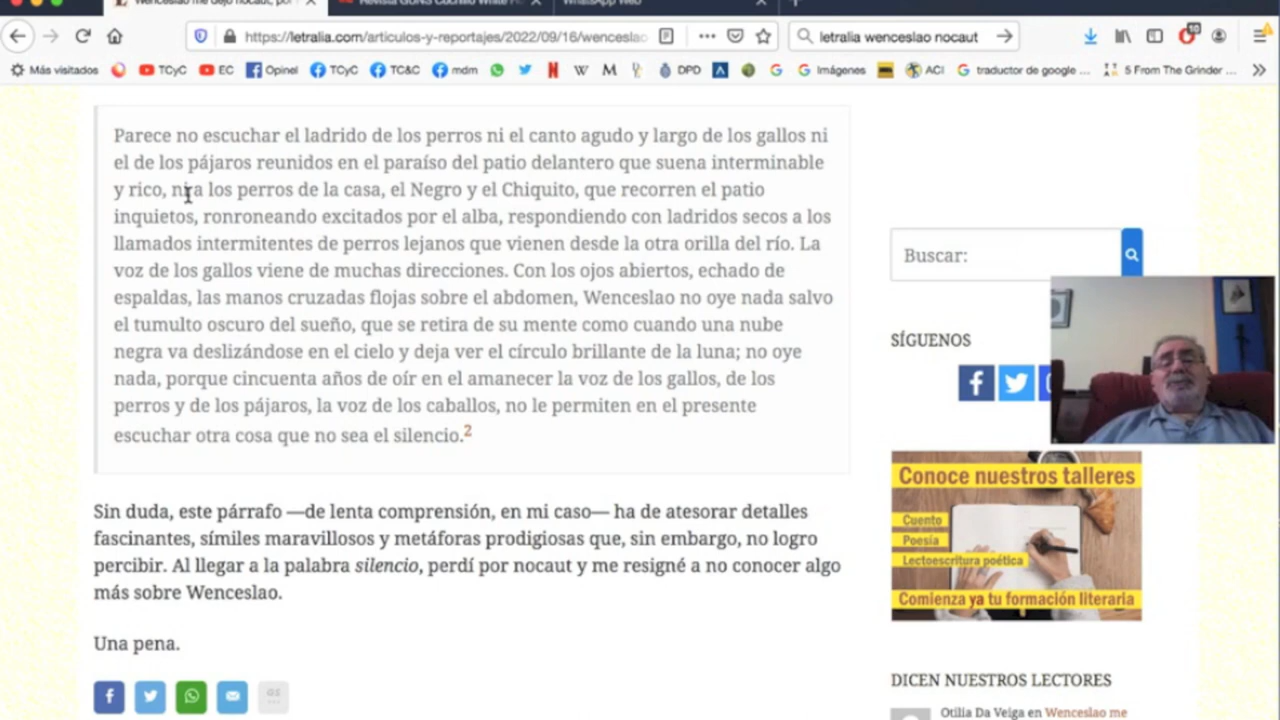 Wenceslao me dejó nocaut, por
Revista GUNS Cuchillo White
WhatsApp Web
https://letralia.com/articulos-y-reportajes/2022/09/16/wenceslao
letralia wenceslao nocaut
10
Más visitados TCyC EC Opinel TCyC TC&C mdm N W M DPD A G G Imágenes ACI G traductor de google ... 5 From The Grinder ...
Parece no escuchar el ladrido de los perros ni el canto agudo y largo de los gallos ni
el de los pájaros reunidos en el paraíso del patio delantero que suena interminable
y rico, ni a los perros de la casa, el Negro y el Chiquito, que recorren el patio
inquietos, ronroneando excitados por el alba, respondiendo con ladridos secos a los
llamados intermitentes de perros lejanos que vienen desde la otra orilla del río. La
voz de los gallos viene de muchas direcciones. Con los ojos abiertos, echado de
espaldas, las manos cruzadas flojas sobre el abdomen, Wenceslao no oye nada salvo
el tumulto oscuro del sueño, que se retira de su mente como cuando una nube
negra va deslizándose en el cielo y deja ver el círculo brillante de la luna; no oye
nada, porque cincuenta años de oír en el amanecer la voz de los gallos, de los
perros y de los pájaros, la voz de los caballos, no le permiten en el presente
escuchar otra cosa que no sea el silencio.2
Sin duda, este párrafo —de lenta comprensión, en mi caso— ha de atesorar detalles
fascinantes, símiles maravillosos y metáforas prodigiosas que, sin embargo, no logro
percibir. Al llegar a la palabra silencio, perdí por nocaut y me resigné a no conocer algo
más sobre Wenceslao.
Una pena.
Buscar:
SÍGUENOS
Conoce nuestros talleres
Cuento
Poesía
Lectoescritura poética
Comienza ya tu formación literaria
DICEN NUESTROS LECTORES
Otilia Da Veiga en Wenceslao me